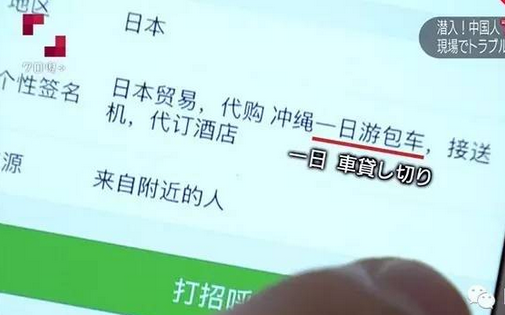 潜入!中国人
現場でトラブル
地区
日本
个性签名
日本贸易，代购 冲绳一日游包车，接送
机，代订酒店
一日 車貸し切り
来自附近的人
打招呼